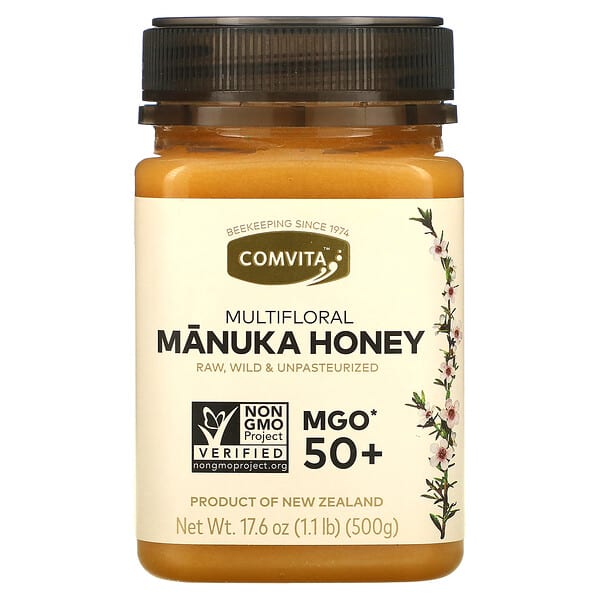 BEEKEEPING SINCE 1974
COMVITA™
MULTIFLORAL
MĀNUKA HONEY
RAW, WILD & UNPASTEURIZED
NON
GMO
Project
VERIFIED
nongmoproject.org
MGO*
50+
PRODUCT OF NEW ZEALAND
Net Wt. 17.6 oz (1.1 lb) (500g)